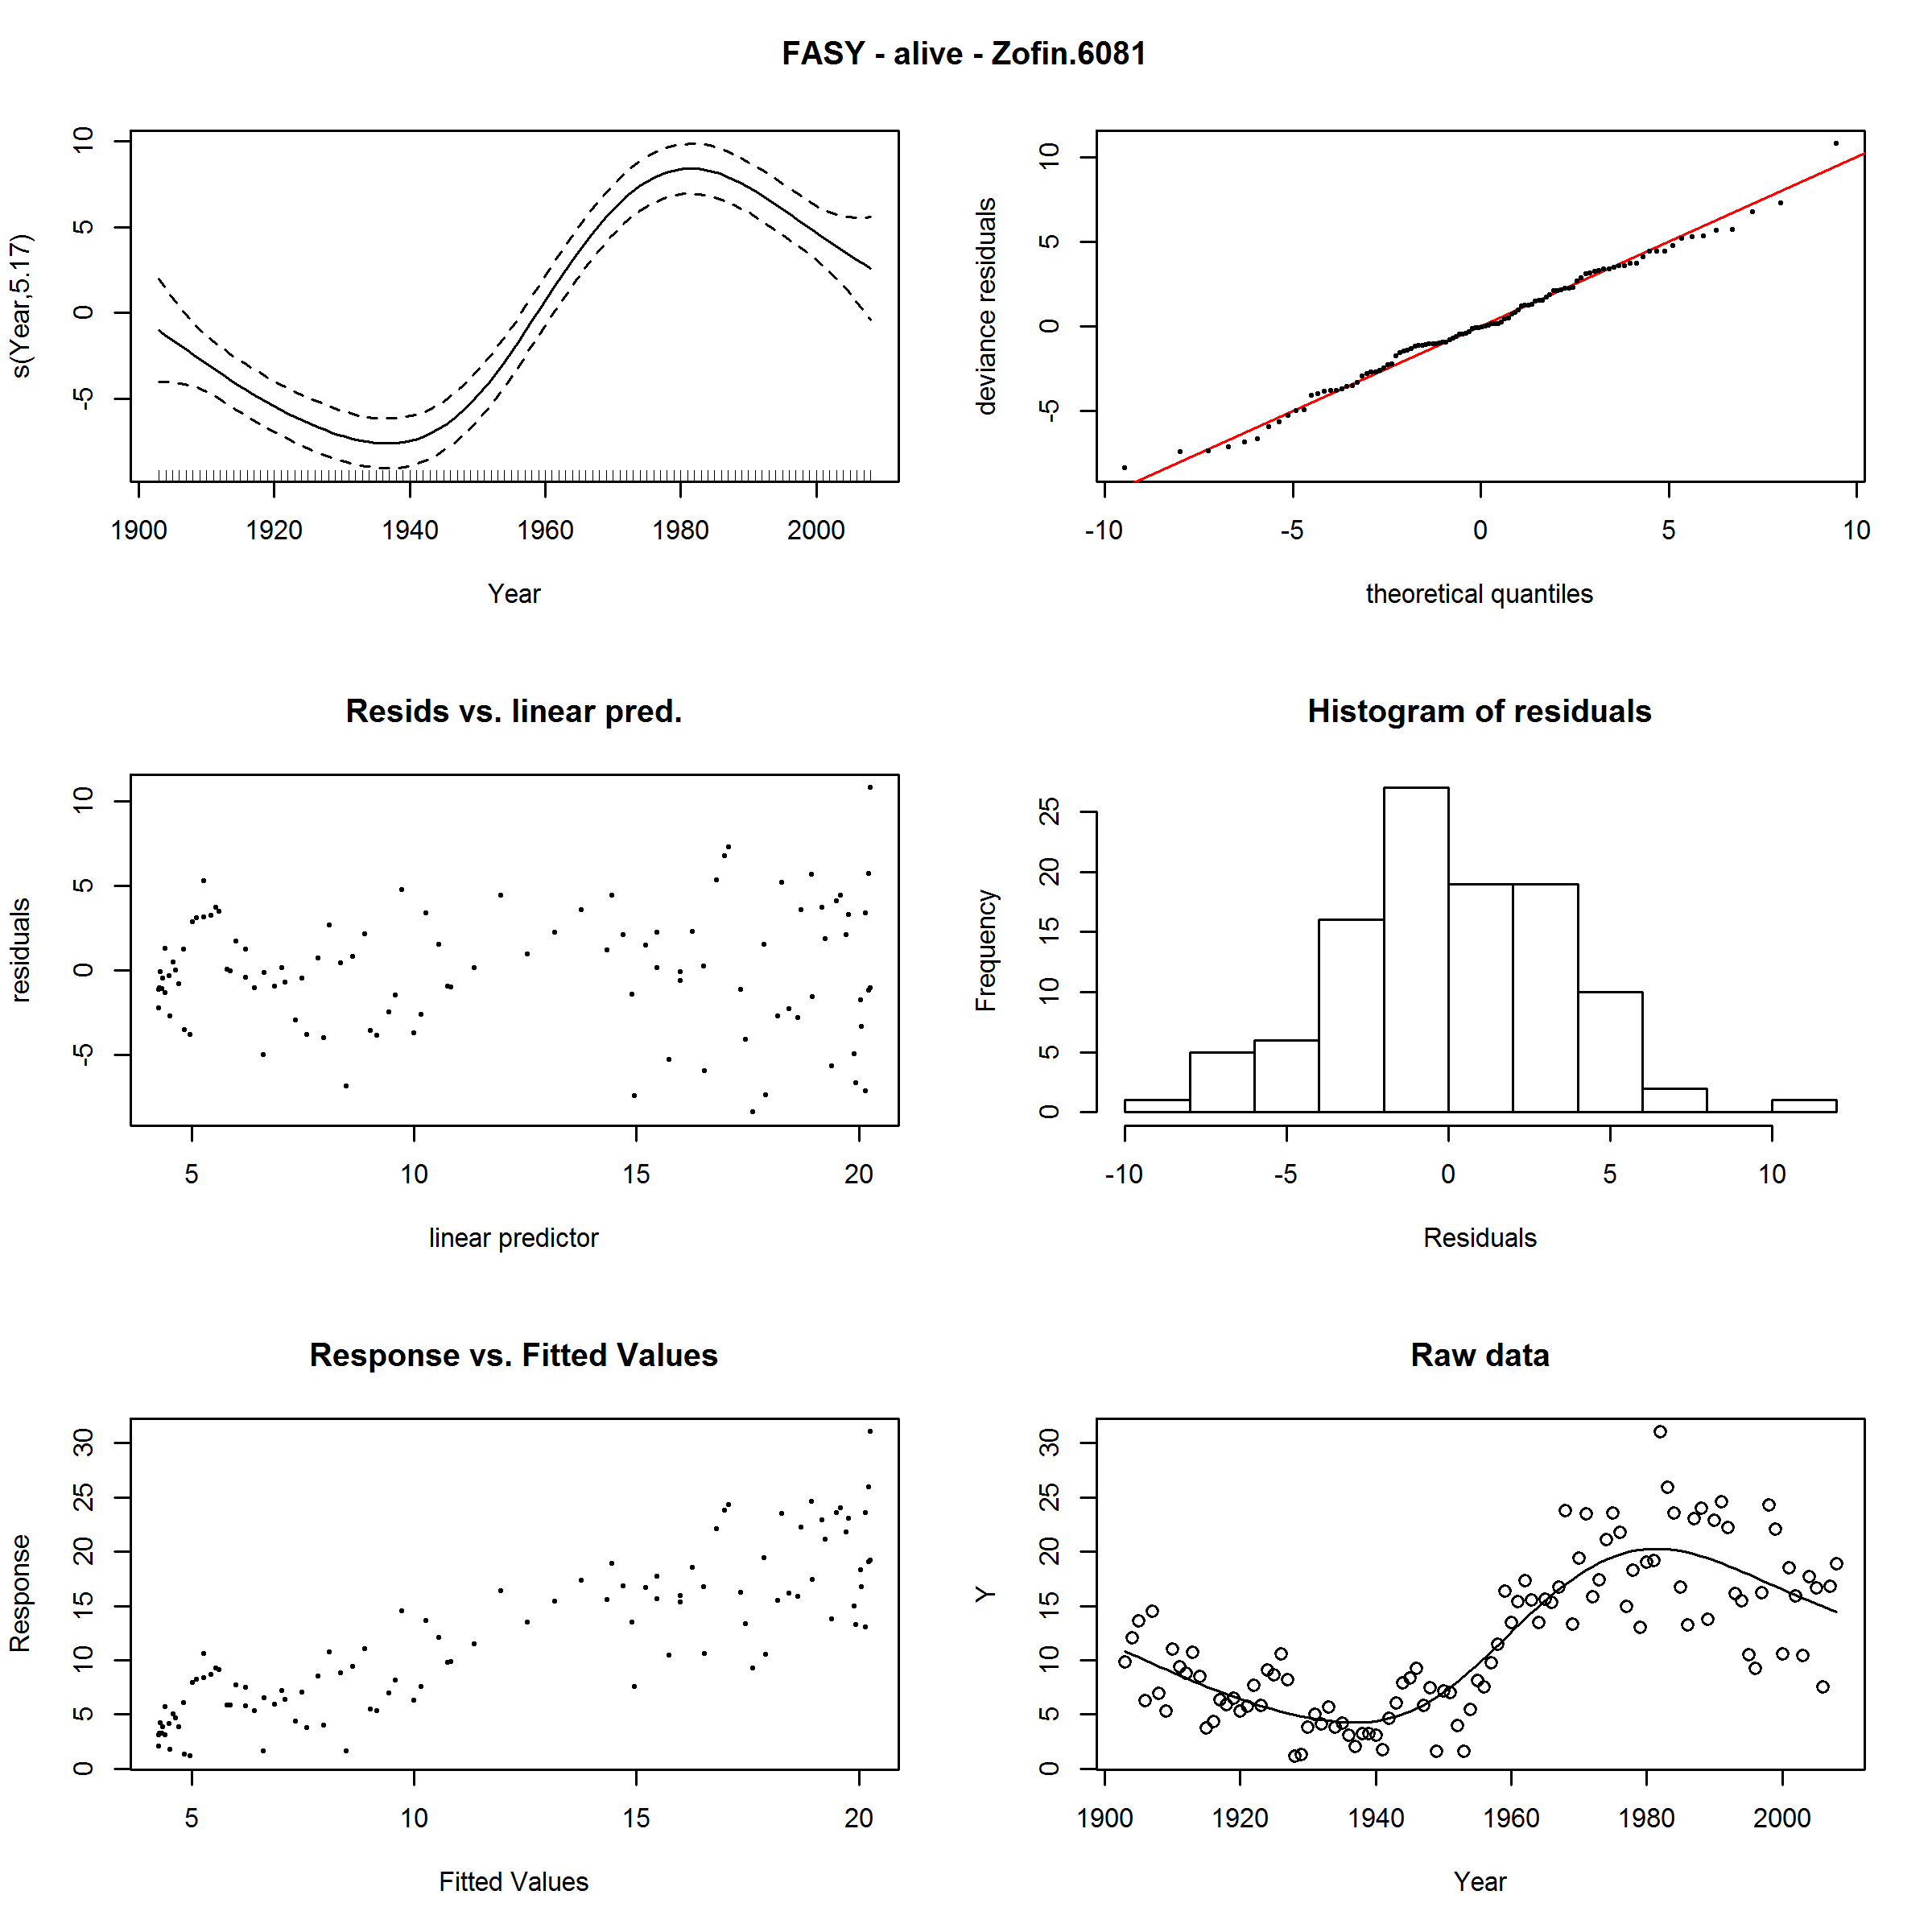 FASY - alive - Zofin.6081
s(Year,5.17)
10
5
0
-5
1900 1920 1940 1960 1980 2000
Year
deviance residuals
10
5
0
-5
-10 -5 0 5 10
theoretical quantiles
Resids vs. linear pred.
residuals
10
5
0
-5
5 10 15 20
linear predictor
Histogram of residuals
Frequency
25
20
15
10
5
0
-10 -5 0 5 10
Residuals
Response vs. Fitted Values
Response
30
25
20
15
10
5
0
5 10 15 20
Fitted Values
Raw data
Y
30
25
20
15
10
5
0
1900 1920 1940 1960 1980 2000
Year